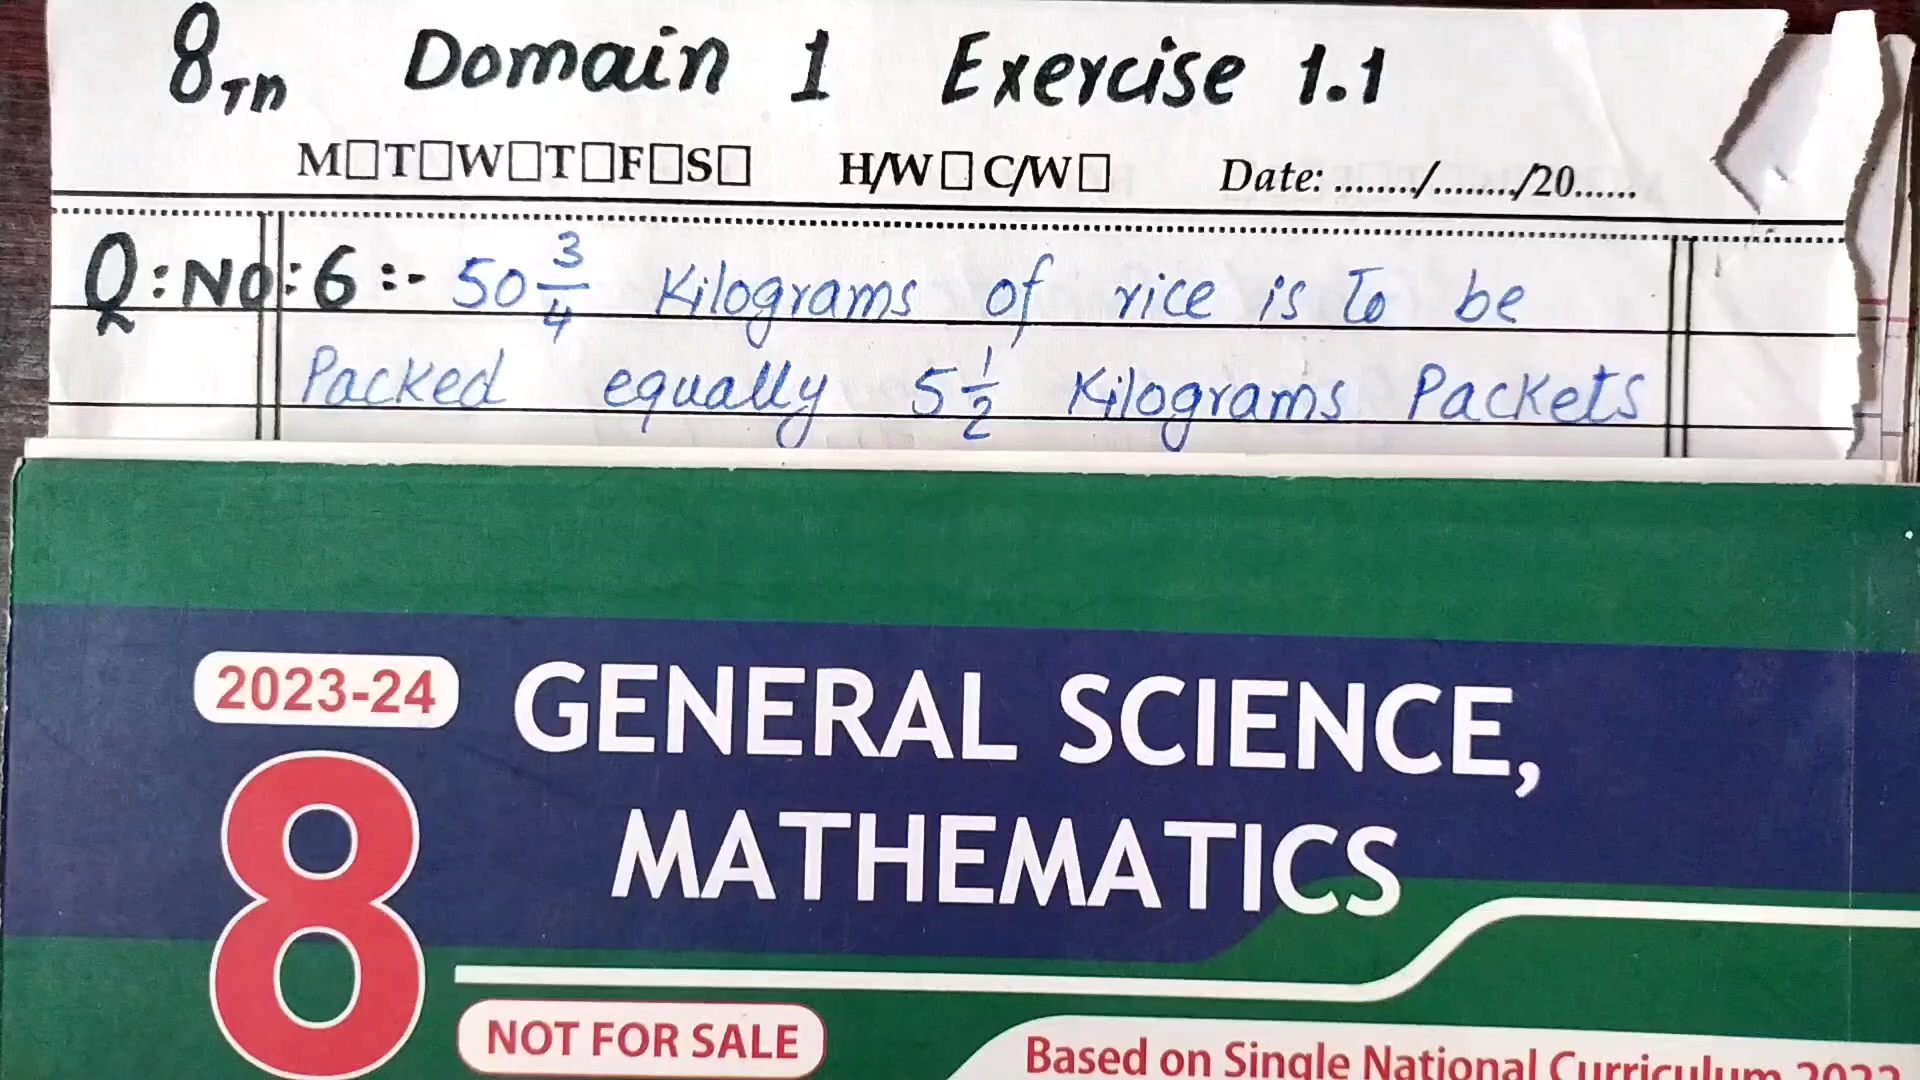 8Th Domain 1 Exercise 1.1
M□T□W□T□F□S□ H/W□ C/W□ Date: ......../......../20......
Q:No:6:- 50 3/4 Kilograms of rice is To be
Packed equally 5 1/2 Kilograms Packets
2023-24
GENERAL SCIENCE,
MATHEMATICS
8
NOT FOR SALE
Based on Single National Curriculum